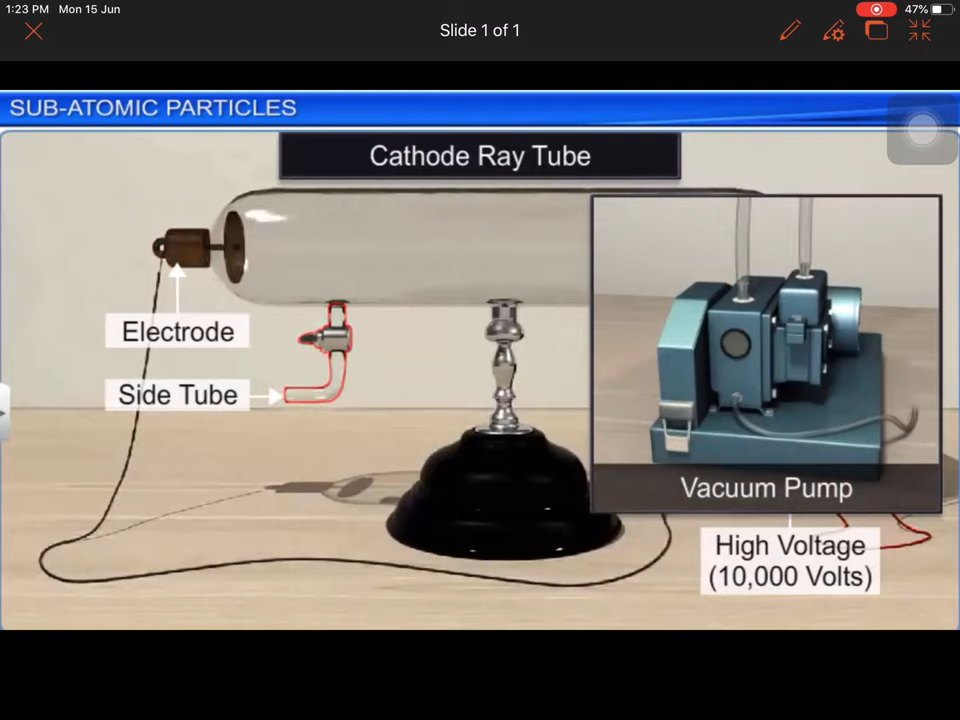 1:23 PM Mon 15 Jun
47%
Slide 1 of 1
SUB-ATOMIC PARTICLES
Cathode Ray Tube
Electrode
Side Tube
Vacuum Pump
High Voltage
(10,000 Volts)